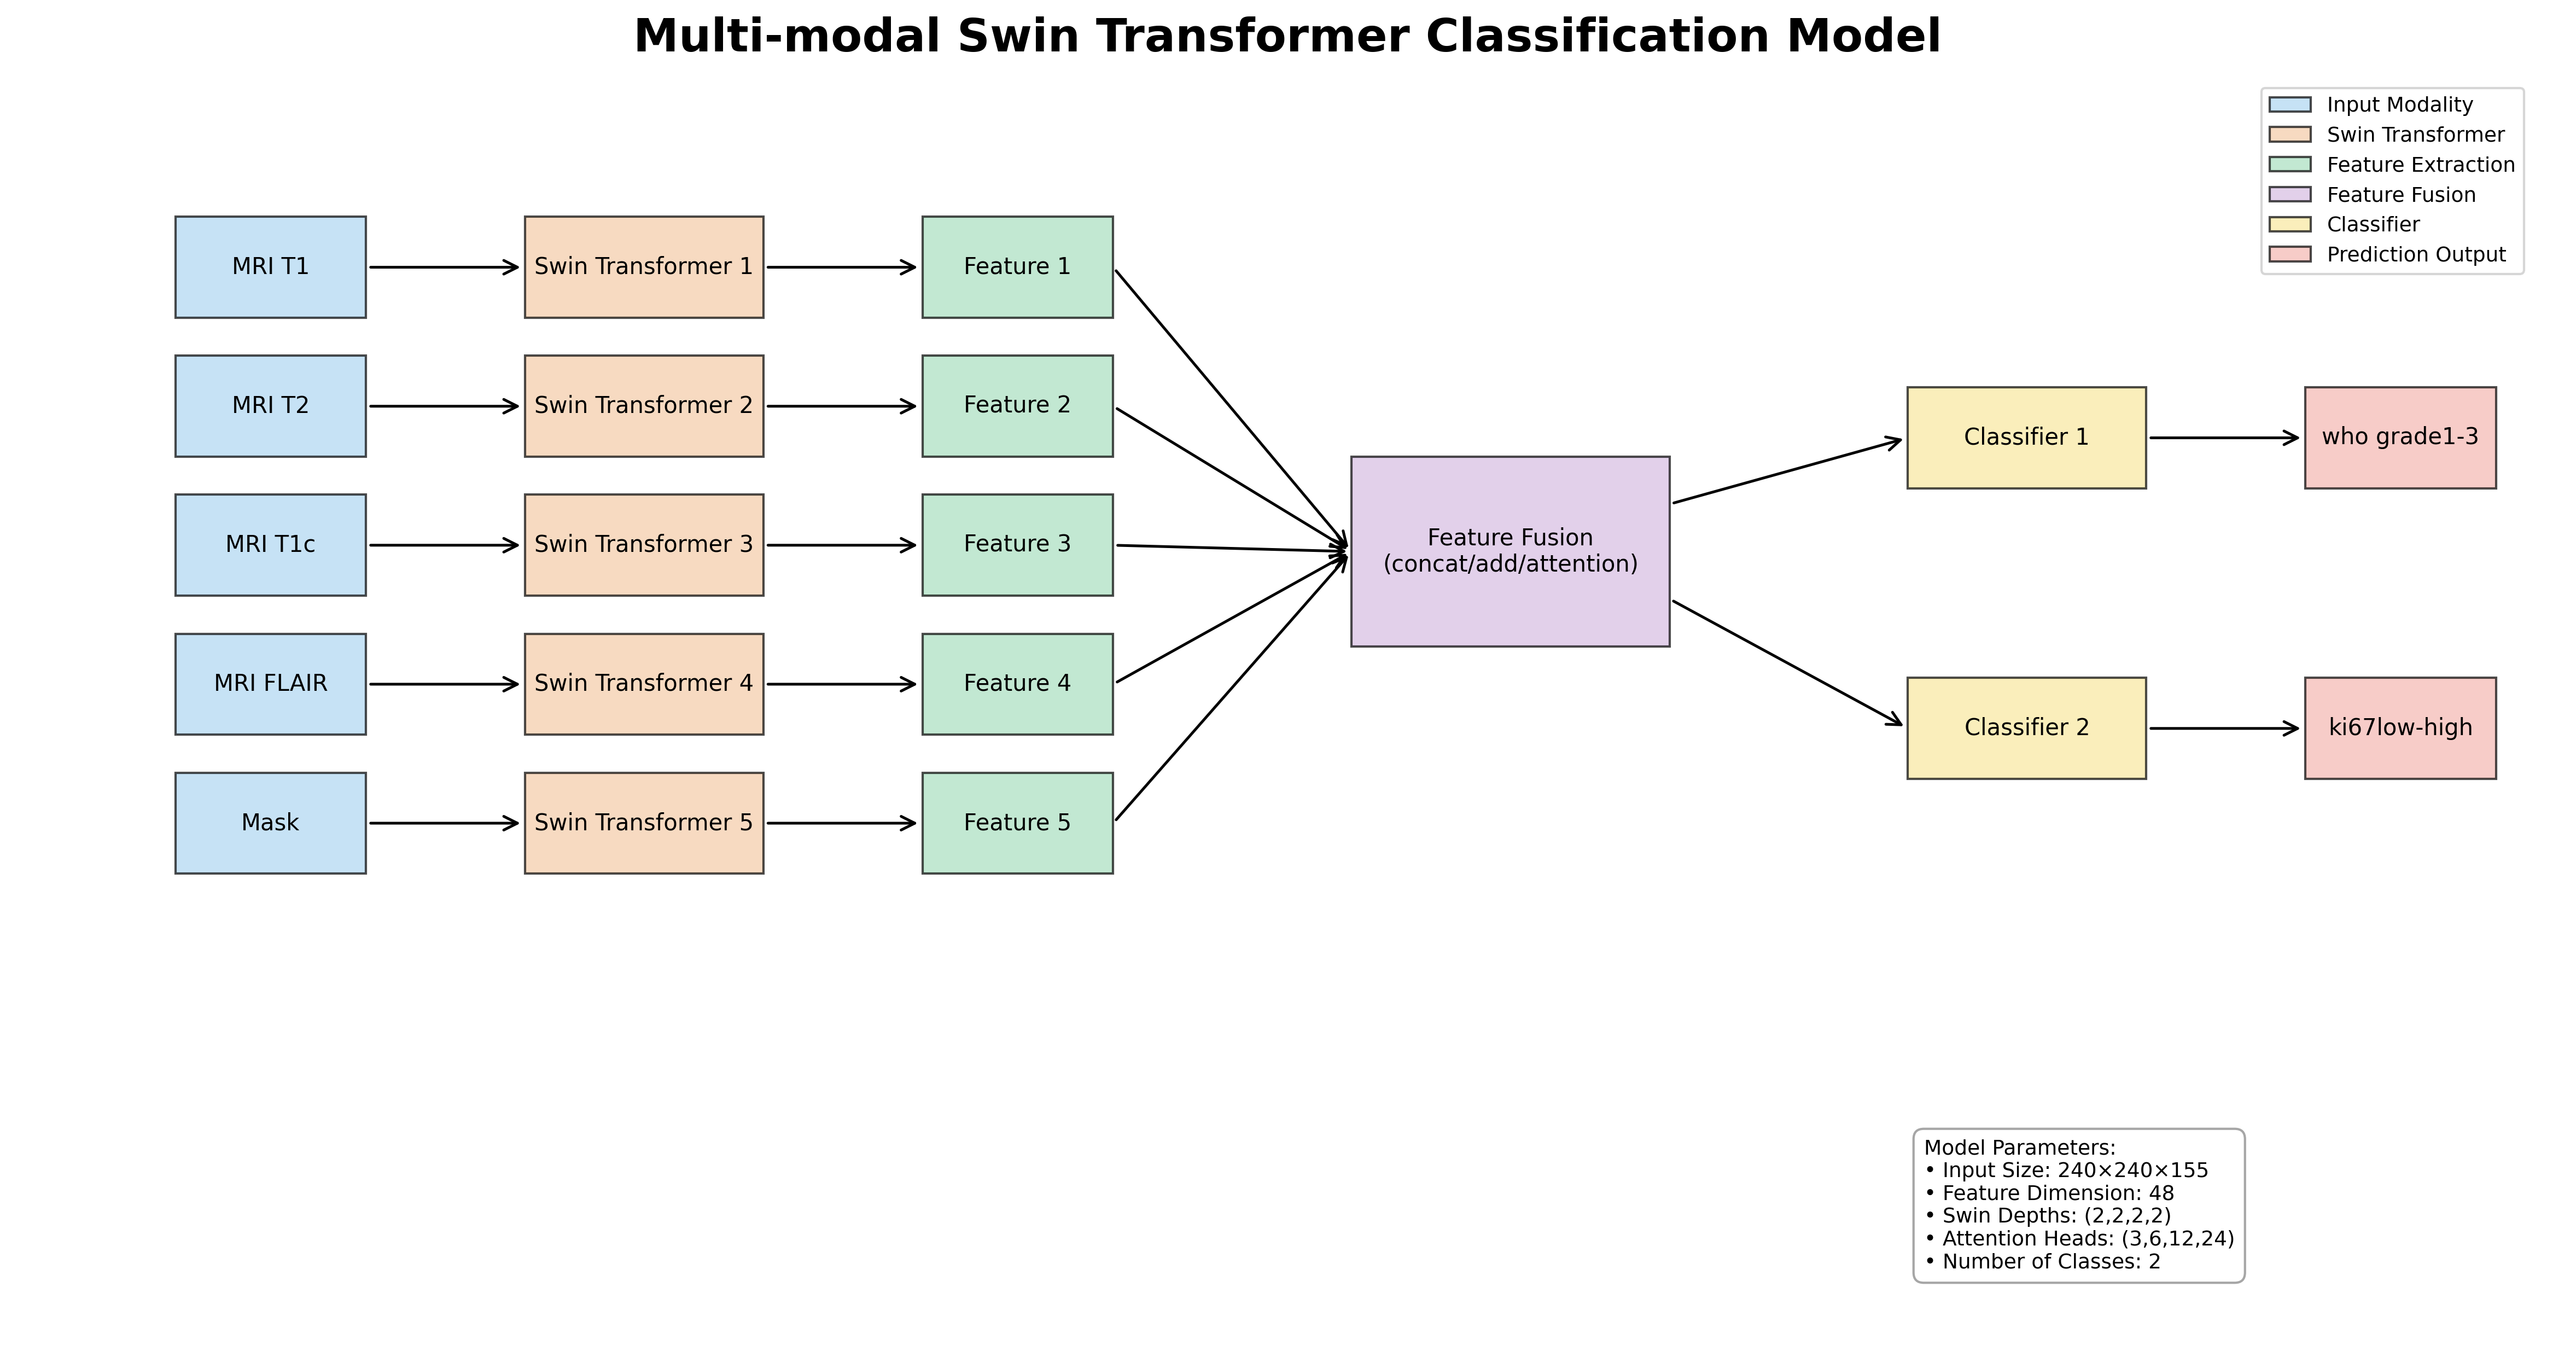 Multi-modal Swin Transformer Classification Model
Input Modality
Swin Transformer
Feature Extraction
Feature Fusion
Classifier
Prediction Output
MRI T1
Swin Transformer 1
Feature 1
MRI T2
Swin Transformer 2
Feature 2
MRI T1c
Swin Transformer 3
Feature 3
MRI FLAIR
Swin Transformer 4
Feature 4
Mask
Swin Transformer 5
Feature 5
Feature Fusion
(concat/add/attention)
Classifier 1
who grade1-3
Classifier 2
ki67low-high
Model Parameters:
• Input Size: 240×240×155
• Feature Dimension: 48
• Swin Depths: (2,2,2,2)
• Attention Heads: (3,6,12,24)
• Number of Classes: 2